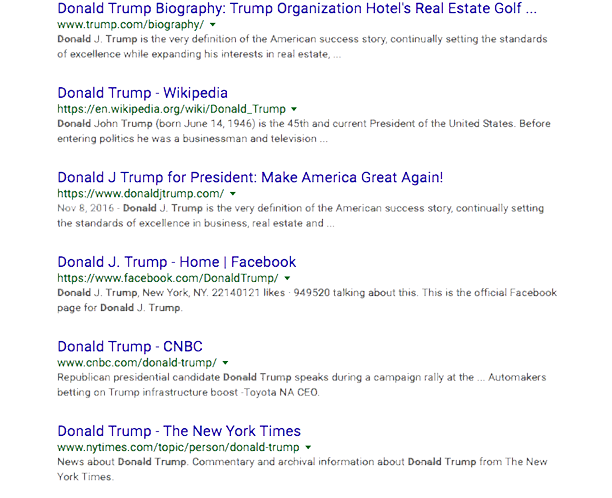 Donald Trump Biography: Trump Organization Hotel's Real Estate Golf ...
www.trump.com/biography/
Donald J. Trump is the very definition of the American success story, continually setting the standards
of excellence while expanding his interests in real estate, ...
Donald Trump - Wikipedia
https://en.wikipedia.org/wiki/Donald_Trump
Donald John Trump (born June 14, 1946) is the 45th and current President of the United States. Before
entering politics he was a businessman and television ...
Donald J Trump for President: Make America Great Again!
https://www.donaldjtrump.com/
Nov 8, 2016 - Donald J. Trump is the very definition of the American success story, continually setting
the standards of excellence in business, real estate and ...
Donald J. Trump - Home | Facebook
https://www.facebook.com/DonaldTrump/
Donald J. Trump, New York, NY. 22140121 likes · 949520 talking about this. This is the official Facebook
page for Donald J. Trump.
Donald Trump - CNBC
www.cnbc.com/donald-trump/
Republican presidential candidate Donald Trump speaks during a campaign rally at the ... Automakers
betting on Trump infrastructure boost -Toyota NA CEO.
Donald Trump - The New York Times
www.nytimes.com/topic/person/donald-trump
News about Donald Trump. Commentary and archival information about Donald Trump from The New
York Times.